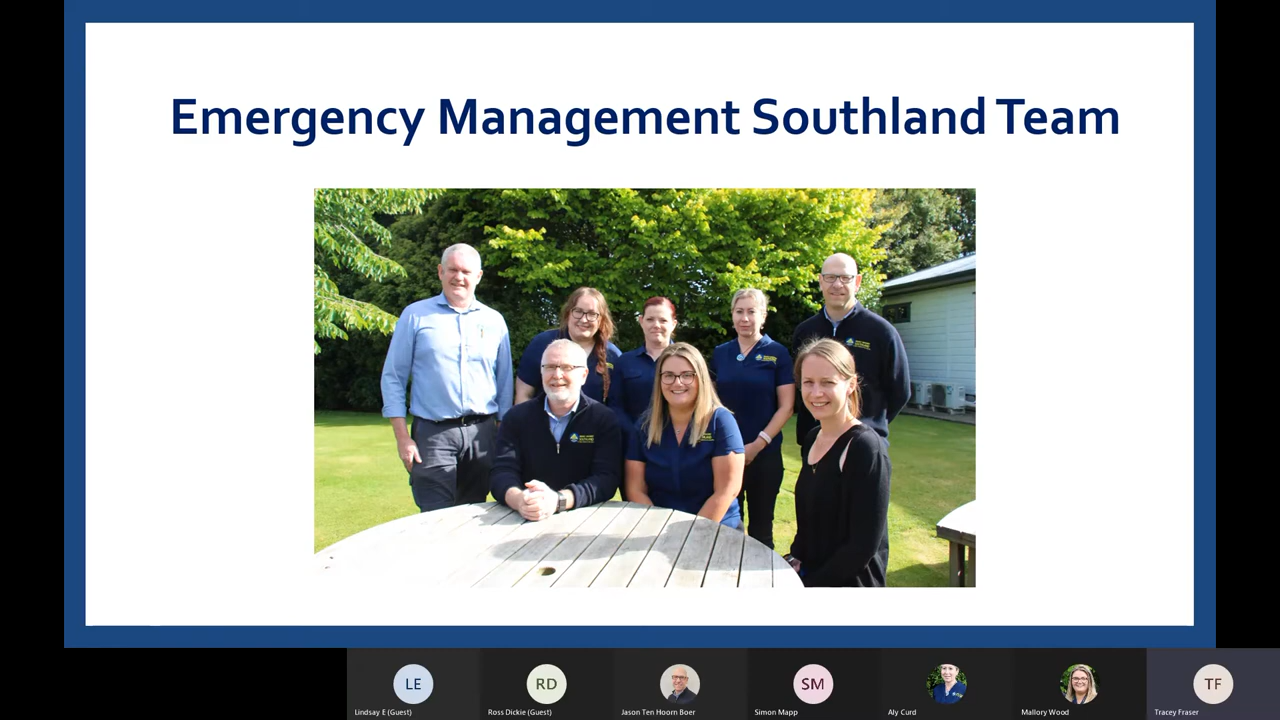 Emergency Management Southland Team
LE
RD
SM
TF
Lindsay E (Guest)
Ross Dickie (Guest)
Jason Ten Hoorn Boer
Simon Mapp
Aly Curd
Mallory Wood
Tracey Fraser